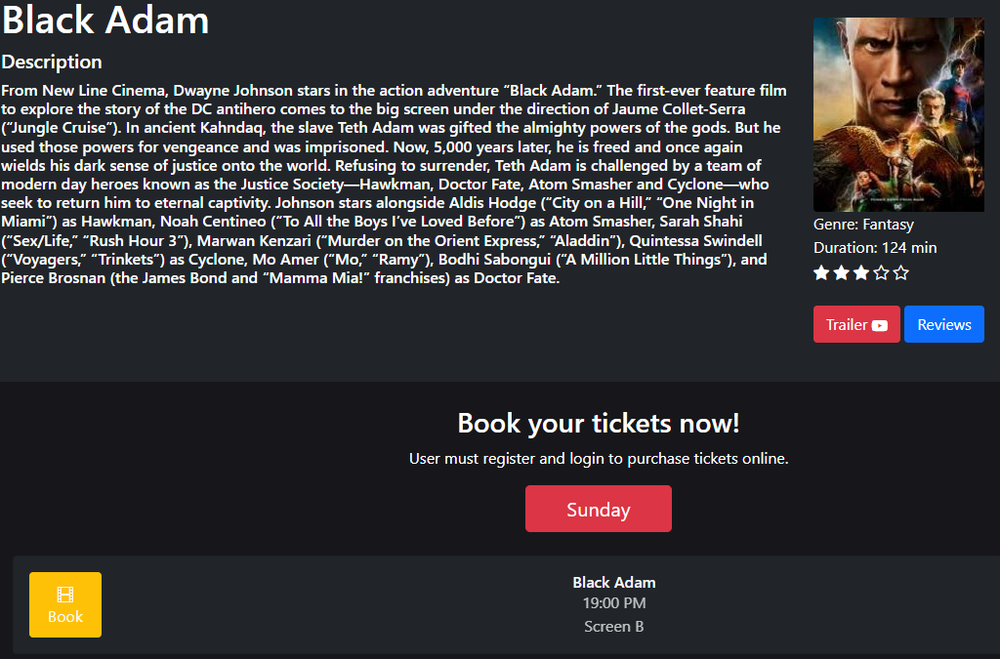 Black Adam
Description
From New Line Cinema, Dwayne Johnson stars in the action adventure “Black Adam.” The first-ever feature film
to explore the story of the DC antihero comes to the big screen under the direction of Jaume Collet-Serra
(“Jungle Cruise”). In ancient Kahndaq, the slave Teth Adam was gifted the almighty powers of the gods. But he
used those powers for vengeance and was imprisoned. Now, 5,000 years later, he is freed and once again
wields his dark sense of justice onto the world. Refusing to surrender, Teth Adam is challenged by a team of
modern day heroes known as the Justice Society—Hawkman, Doctor Fate, Atom Smasher and Cyclone—who
seek to return him to eternal captivity. Johnson stars alongside Aldis Hodge (“City on a Hill,” “One Night in
Miami”) as Hawkman, Noah Centineo (“To All the Boys I’ve Loved Before”) as Atom Smasher, Sarah Shahi
(“Sex/Life,” “Rush Hour 3”), Marwan Kenzari (“Murder on the Orient Express,” “Aladdin”), Quintessa Swindell
(“Voyagers,” “Trinkets”) as Cyclone, Mo Amer (“Mo,” “Ramy”), Bodhi Sabongui (“A Million Little Things”), and
Pierce Brosnan (the James Bond and “Mamma Mia!” franchises) as Doctor Fate.
Genre: Fantasy
Duration: 124 min
Trailer
Reviews
Book your tickets now!
User must register and login to purchase tickets online.
Sunday
Book
Black Adam
19:00 PM
Screen B